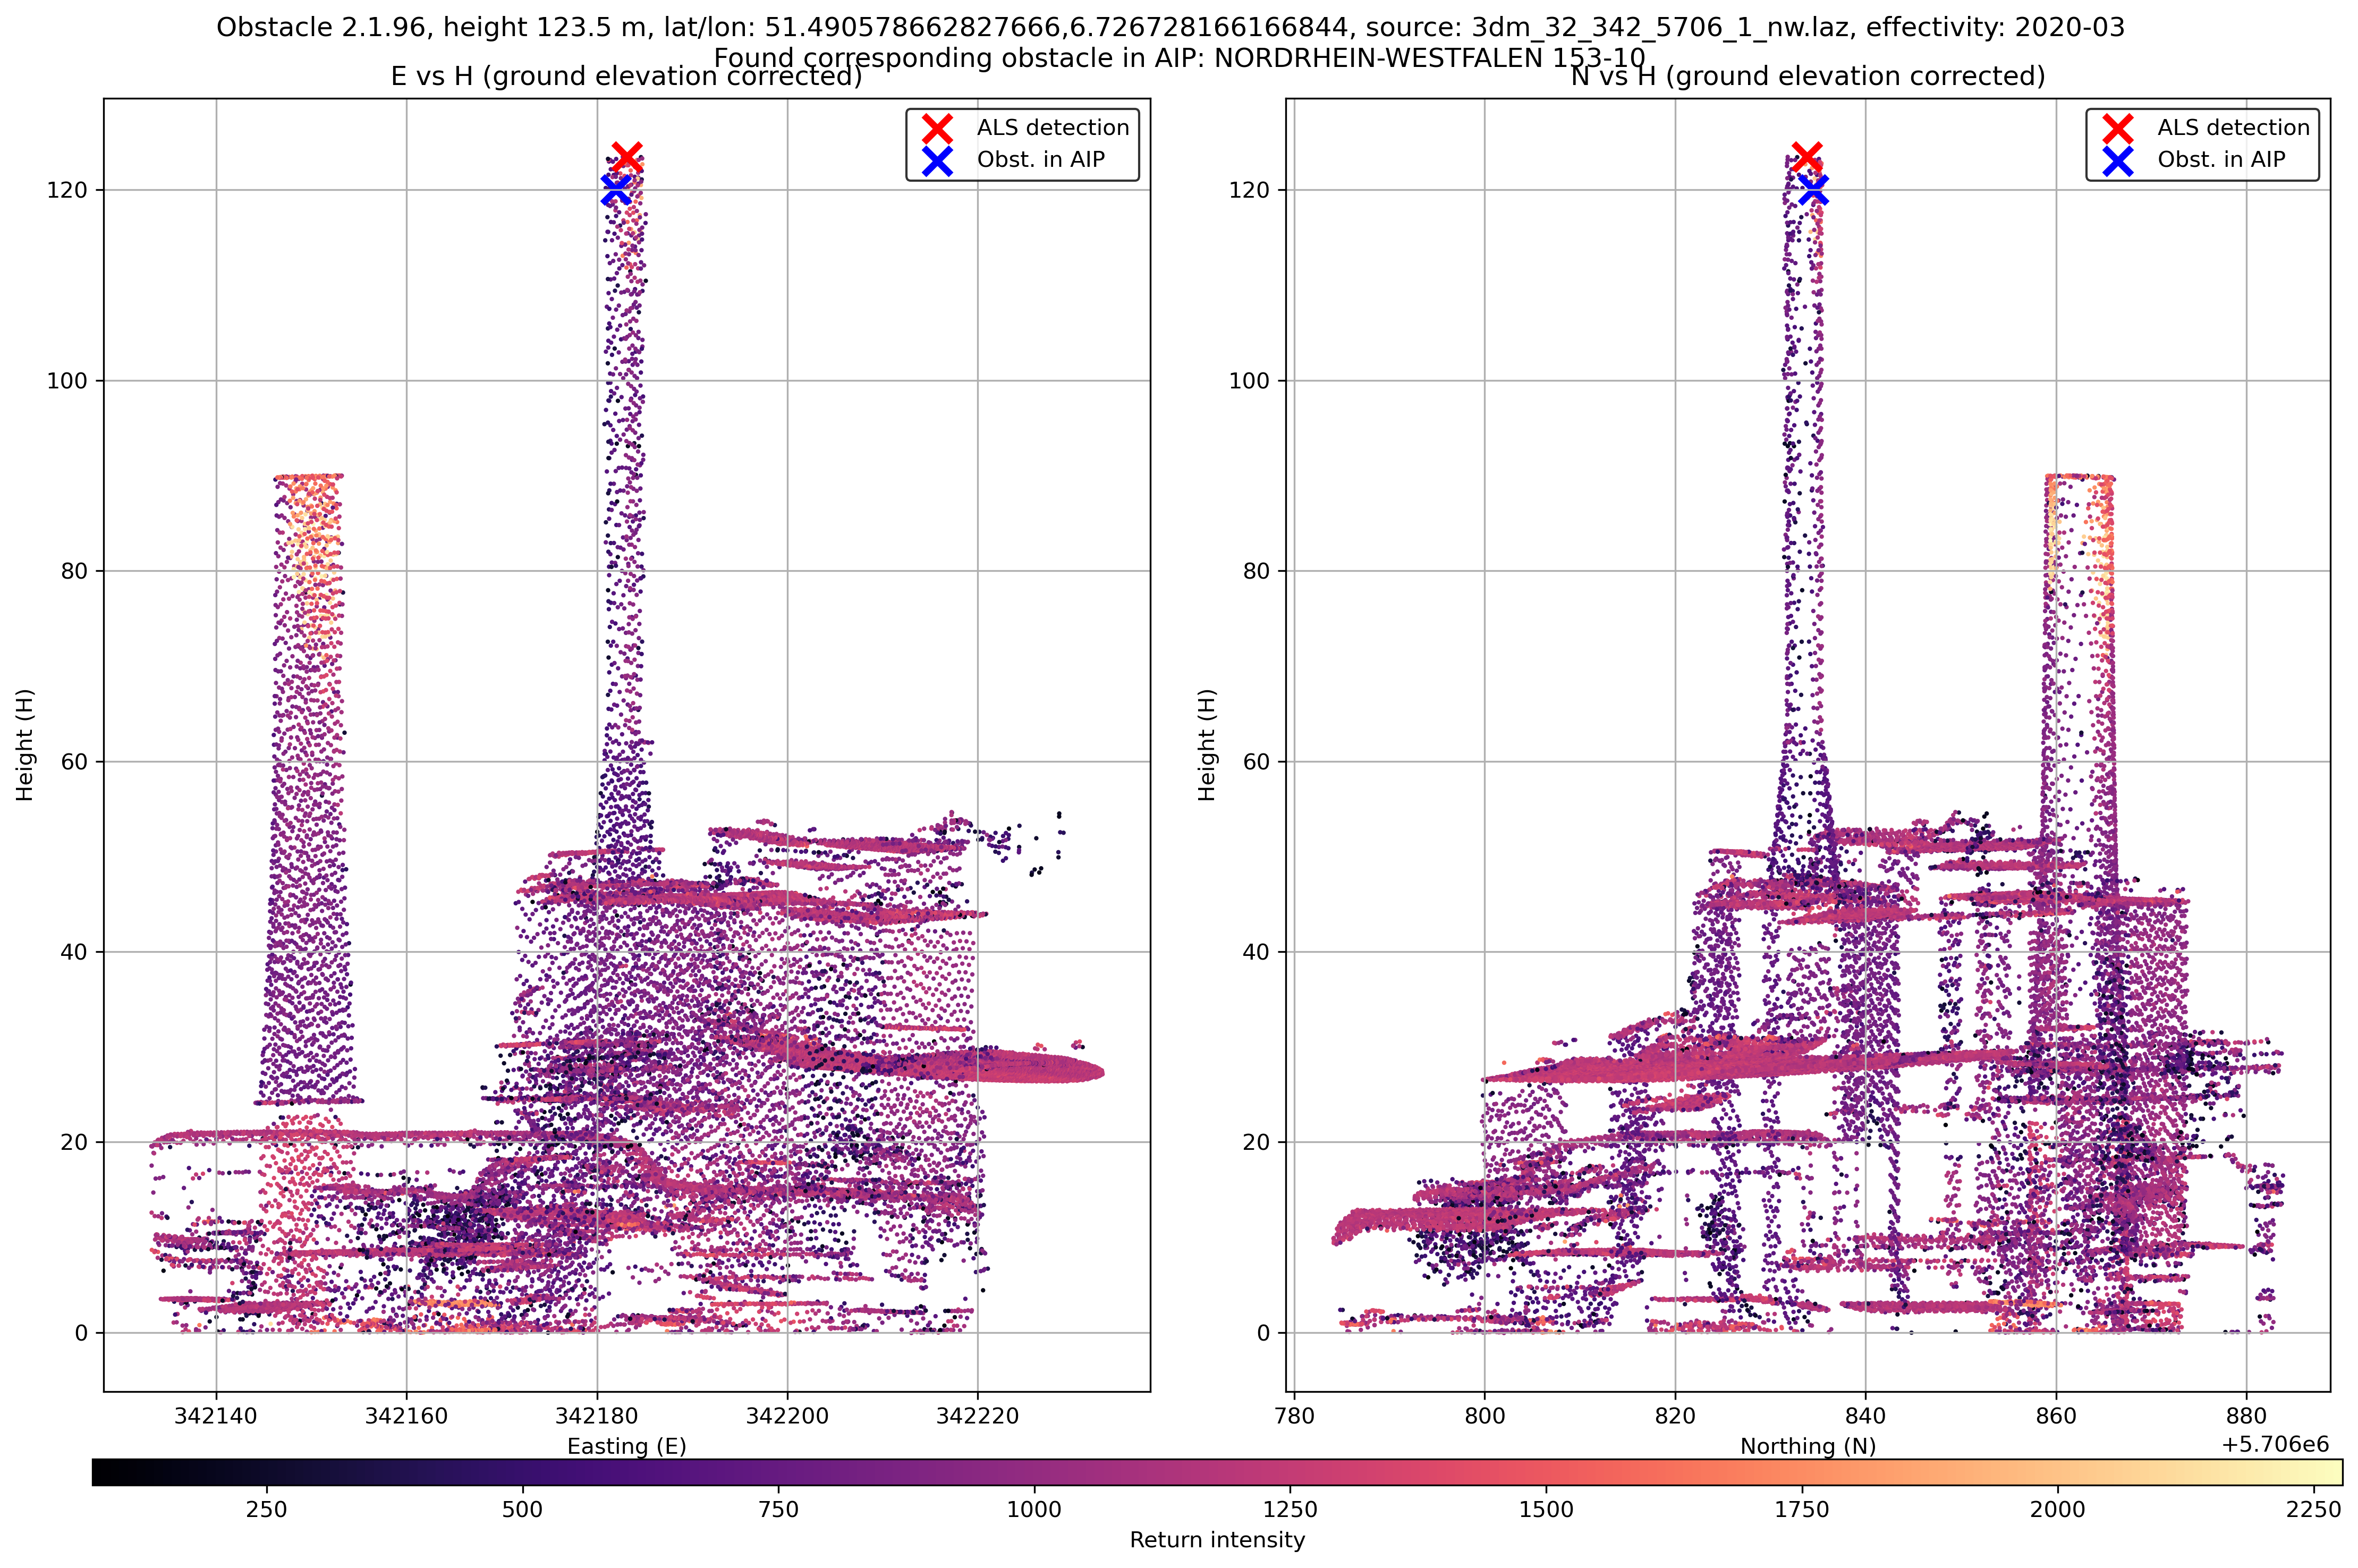 Obstacle 2.1.96, height 123.5 m, lat/lon: 51.490578662827666,6.726728166166844, source: 3dm_32_342_5706_1_nw.laz, effectivity: 2020-03
Found corresponding obstacle in AIP: NORDRHEIN-WESTFALEN 153-10
E vs H (ground elevation corrected)
ALS detection
Obst. in AIP
120
100
80
60
40
20
0
Height (H)
342140
342160
342180
342200
342220
Easting (E)
N vs H (ground elevation corrected)
ALS detection
Obst. in AIP
120
100
80
60
40
20
0
Height (H)
780
800
820
840
860
880
Northing (N)
+5.706e6
250
500
750
1000
1250
1500
1750
2000
2250
Return intensity